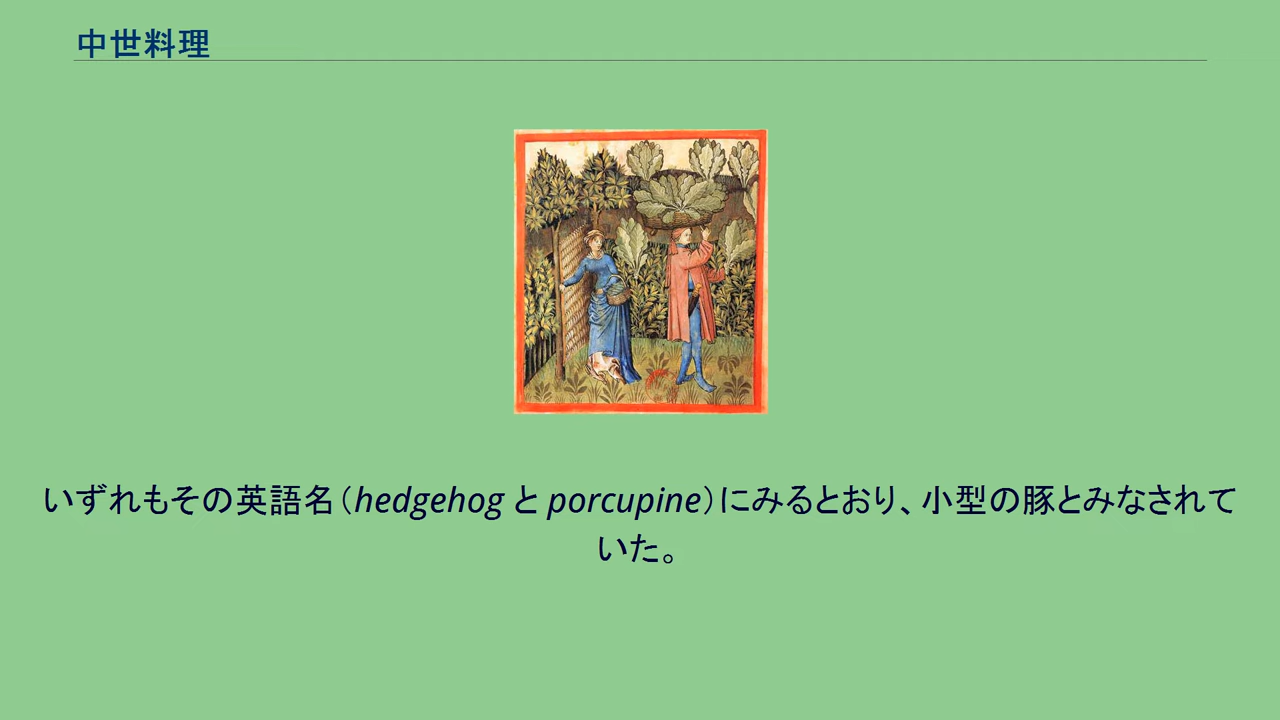 中世料理
いずれもその英語名(hedgehog と porcupine)にみるとおり、小型の豚とみなされて
いた。